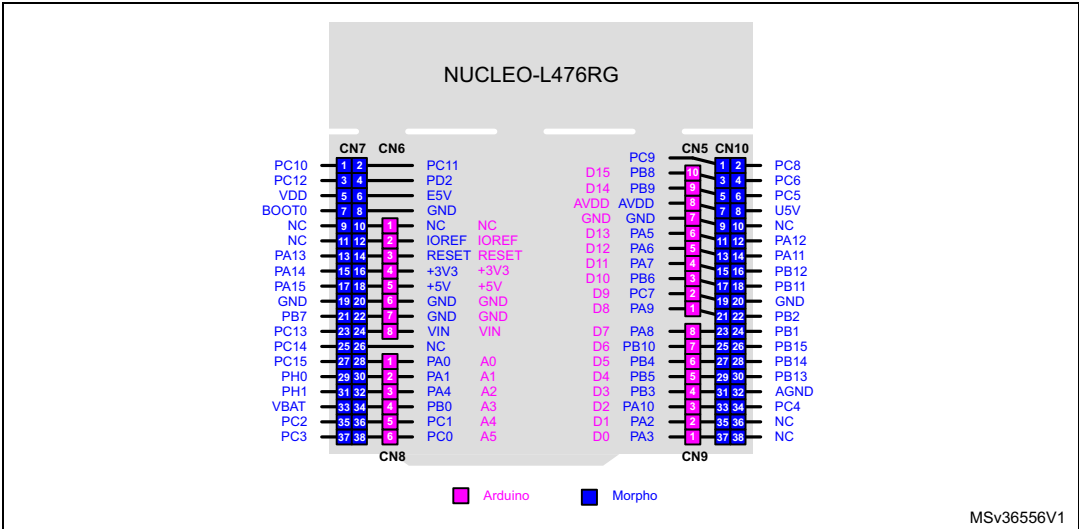 NUCLEO-L476RG
CN7 CN6 CN5 CN10
PC9
PC10 1 2 PC11 D15 PB8 10 1 2 PC8
PC12 3 4 PD2 D14 PB9 9 3 4 PC6
VDD 5 6 E5V AVDD AVDD 8 5 6 PC5
BOOT0 7 8 GND GND GND 7 7 8 U5V
NC 9 10 1 NC NC D13 PA5 6 9 10 NC
NC 11 12 2 IOREF IOREF D12 PA6 5 11 12 PA12
PA13 13 14 3 RESET RESET D11 PA7 4 13 14 PA11
PA14 15 16 4 +3V3 +3V3 D10 PB6 3 15 16 PB12
PA15 17 18 5 +5V +5V D9 PC7 2 17 18 PB11
GND 19 20 6 GND GND D8 PA9 1 19 20 GND
PB7 21 22 7 GND GND 21 22 PB2
PC13 23 24 8 VIN VIN D7 PA8 8 23 24 PB1
PC14 25 26 NC D6 PB10 7 25 26 PB15
PC15 27 28 1 PA0 A0 D5 PB4 6 27 28 PB14
PH0 29 30 2 PA1 A1 D4 PB5 5 29 30 PB13
PH1 31 32 3 PA4 A2 D3 PB3 4 31 32 AGND
VBAT 33 34 4 PB0 A3 D2 PA10 3 33 34 PC4
PC2 35 36 5 PC1 A4 D1 PA2 2 35 36 NC
PC3 37 38 6 PC0 A5 D0 PA3 1 37 38 NC
CN8 CN9
Arduino Morpho
MSv36556V1